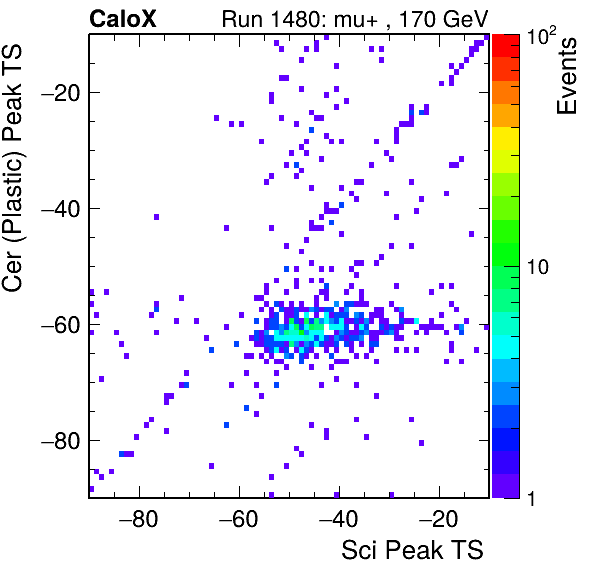 CaloX Run 1480: mu+ , 170 GeV
Cer (Plastic) Peak TS
−20
−40
−60
−80
−80 −60 −40 −20
Sci Peak TS
10²
10
1
Events